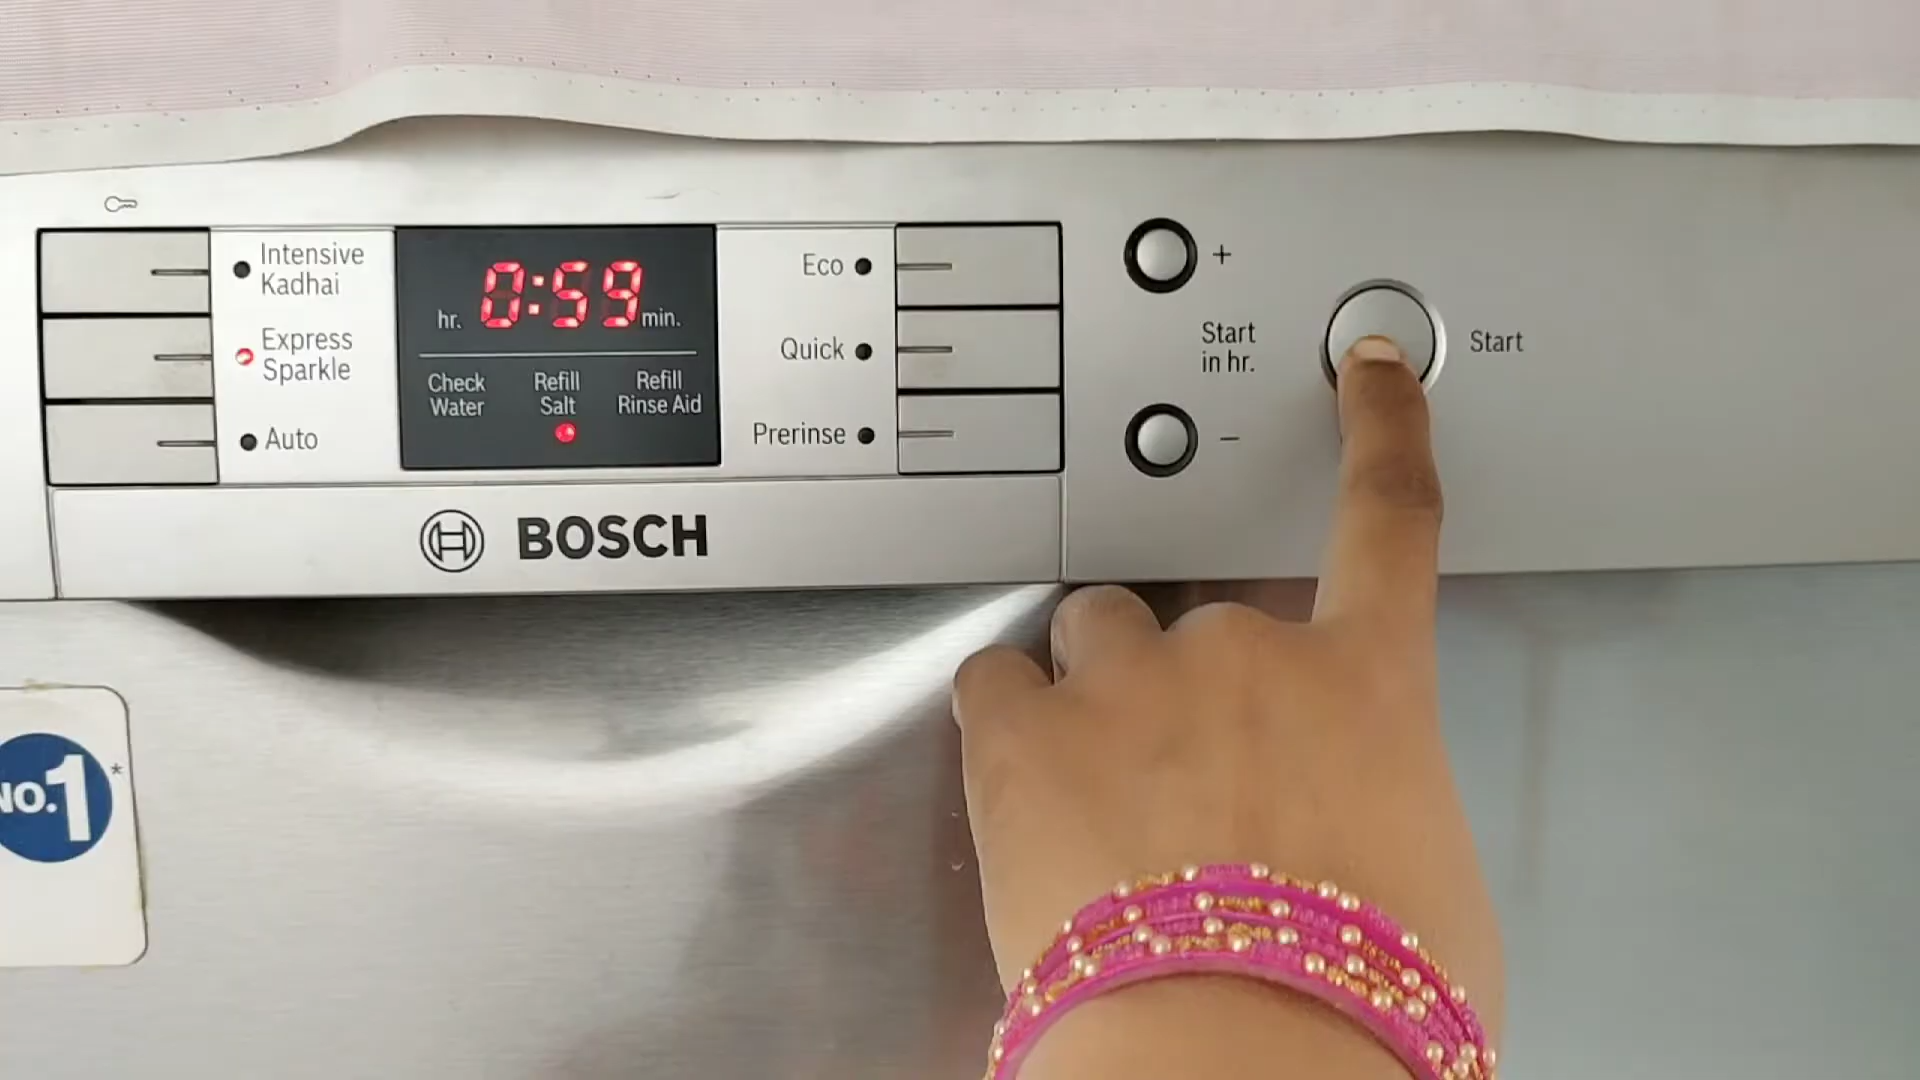 Intensive
Kadhai
Express
Sparkle
Auto
0:59
hr.
min.
Check
Water
Refill
Salt
Refill
Rinse Aid
Eco
Quick
Prerinse
+
Start
in hr.
–
Start
BOSCH
NO.1*